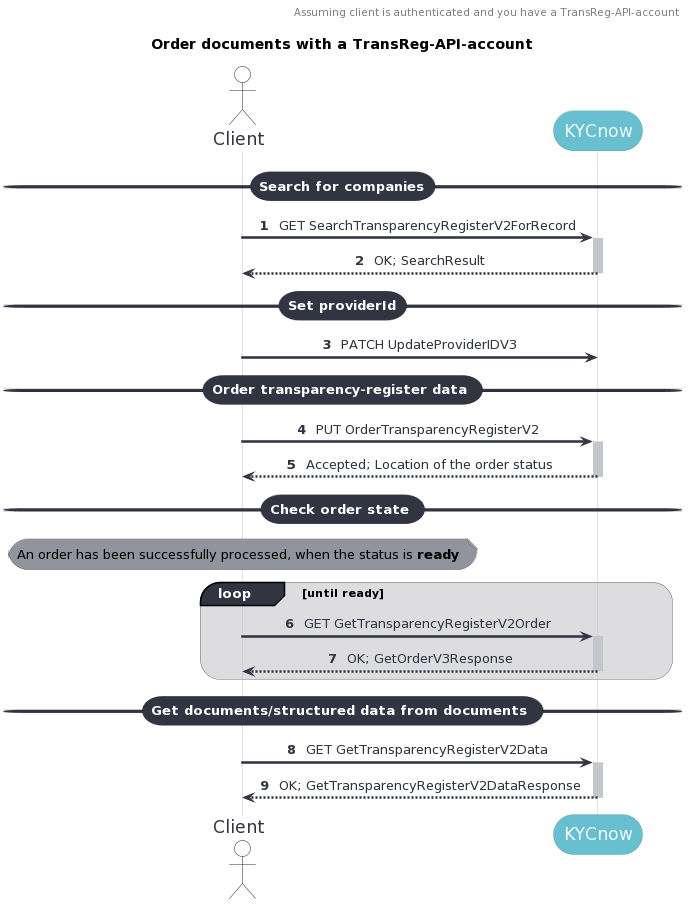 Assuming client is authenticated and you have a TransReg-API-account
Order documents with a TransReg-API-account
Client
KYCnow
Search for companies
1 GET SearchTransparencyRegisterV2ForRecord
2 OK; SearchResult
Set providerId
3 PATCH UpdateProviderIDV3
Order transparency-register data
4 PUT OrderTransparencyRegisterV2
5 Accepted; Location of the order status
Check order state
An order has been successfully processed, when the status is ready
loop [until ready]
6 GET GetTransparencyRegisterV2Order
7 OK; GetOrderV3Response
Get documents/structured data from documents
8 GET GetTransparencyRegisterV2Data
9 OK; GetTransparencyRegisterV2DataResponse
Client
KYCnow